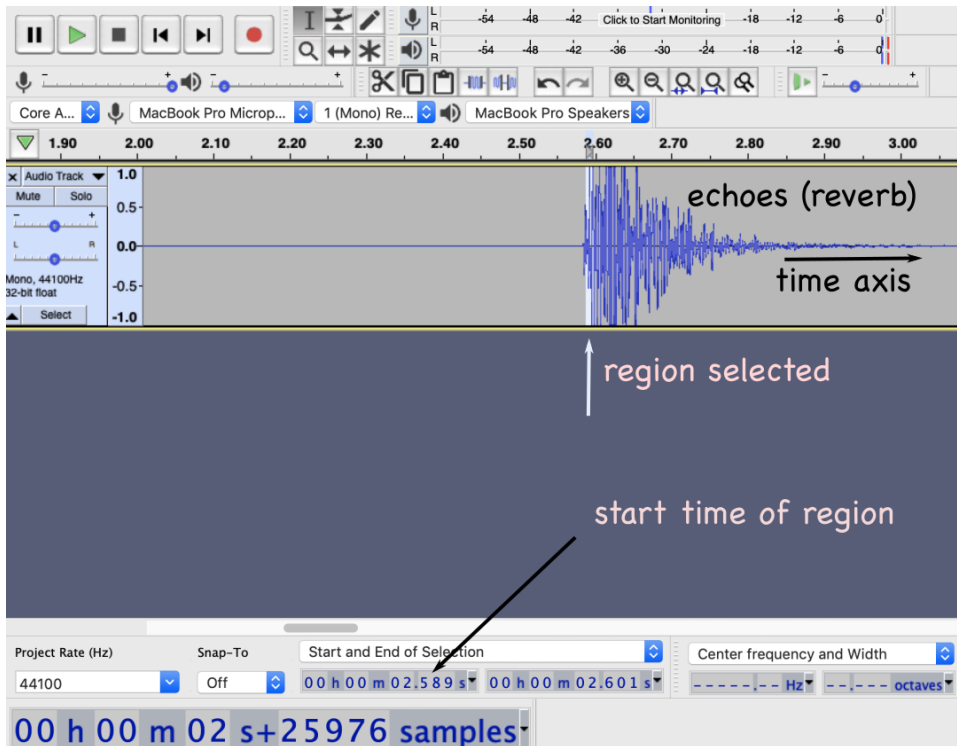 L
R
-54 -48 -42 Click to Start Monitoring -18 -12 -6 0
L
R
-54 -48 -42 -36 -30 -24 -18 -12 -6 0
- +
- +
- +
Core A... MacBook Pro Microp... 1 (Mono) Re... MacBook Pro Speakers
1.90 2.00 2.10 2.20 2.30 2.40 2.50 2.60 2.70 2.80 2.90 3.00
x Audio Track
Mute Solo
- +
L R
Mono, 44100Hz
32-bit float
Select
1.0
0.5-
0.0-
-0.5-
-1.0
echoes (reverb)
time axis
region selected
start time of region
Project Rate (Hz) Snap-To Start and End of Selection Center frequency and Width
44100 Off 00 h 00 m 02.589 s 00 h 00 m 02.601 s -----.-- Hz --.--- octaves
00 h 00 m 02 s+25976 samples